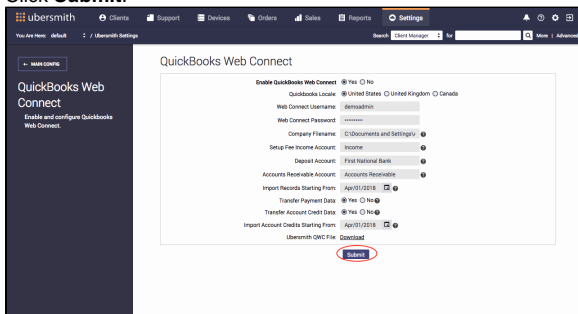 Click Submit.
ubersmith Clients Support Devices Orders Sales Reports Settings
You Are Here: default / Ubersmith Settings Search Client Manager for More | Advanced
← MAIN CONFIG
QuickBooks Web Connect
Enable and configure Quickbooks Web Connect.
QuickBooks Web Connect
Enable QuickBooks Web Connect Yes No
Quickbooks Locale: United States United Kingdom Canada
Web Connect Username: demoadmin
Web Connect Password: ••••••••
Company Filename: C:\Documents and Settings\
Setup Fee Income Account: Income
Deposit Account: First National Bank
Accounts Receivable Account: Accounts Receivable
Import Records Starting From: Apr/01/2018
Transfer Payment Data: Yes No
Transfer Account Credit Data: Yes No
Import Account Credits Starting From: Apr/01/2018
Ubersmith QWC File: Download
Submit